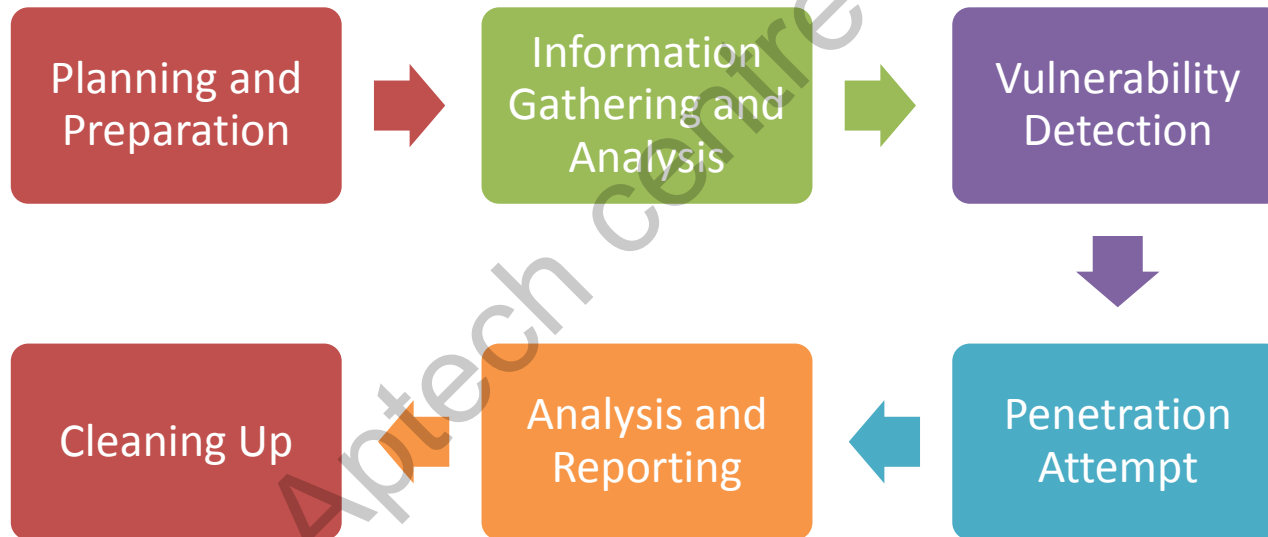 Planning and
Preparation
Information
Gathering and
Analysis
Vulnerability
Detection
Penetration
Attempt
Analysis and
Reporting
Cleaning Up
Aptech centre